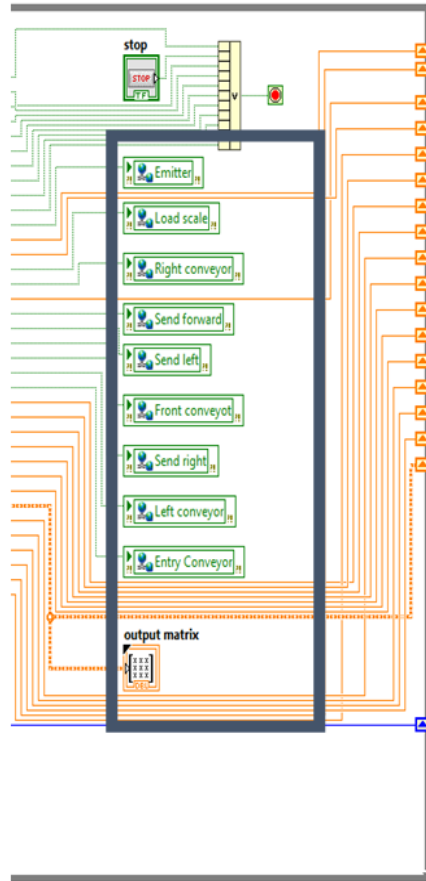 stop
STOP
TF
v
Emitter
Load scale
Right conveyor
Send forward
Send left
Front conveyot
Send right
Left conveyor
Entry Conveyor
output matrix
DBL